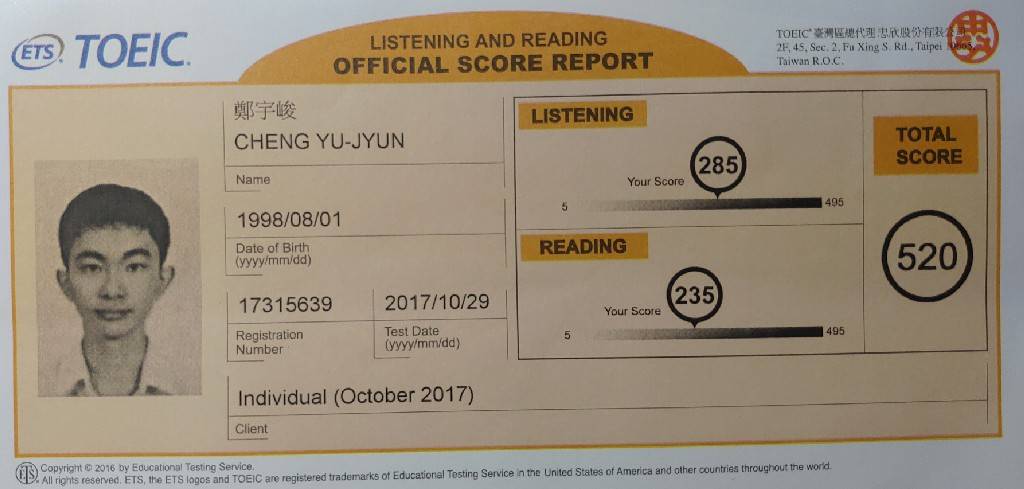 ETS TOEIC.
LISTENING AND READING
OFFICIAL SCORE REPORT
TOEIC® 臺灣區總代理 忠欣股份有限公司
2F, 45, Sec. 2, Fu Xing S. Rd., Taipei
Taiwan R.O.C.
鄭宇峻
CHENG YU-JYUN
Name
1998/08/01
Date of Birth
(yyyy/mm/dd)
17315639
Registration
Number
2017/10/29
Test Date
(yyyy/mm/dd)
Individual (October 2017)
Client
LISTENING
Your Score
285
5
495
READING
Your Score
235
5
495
TOTAL
SCORE
520
ETS
Copyright © 2016 by Educational Testing Service.
All rights reserved. ETS, the ETS logos and TOEIC are registered trademarks of Educational Testing Service in the United States of America and other countries throughout the world.